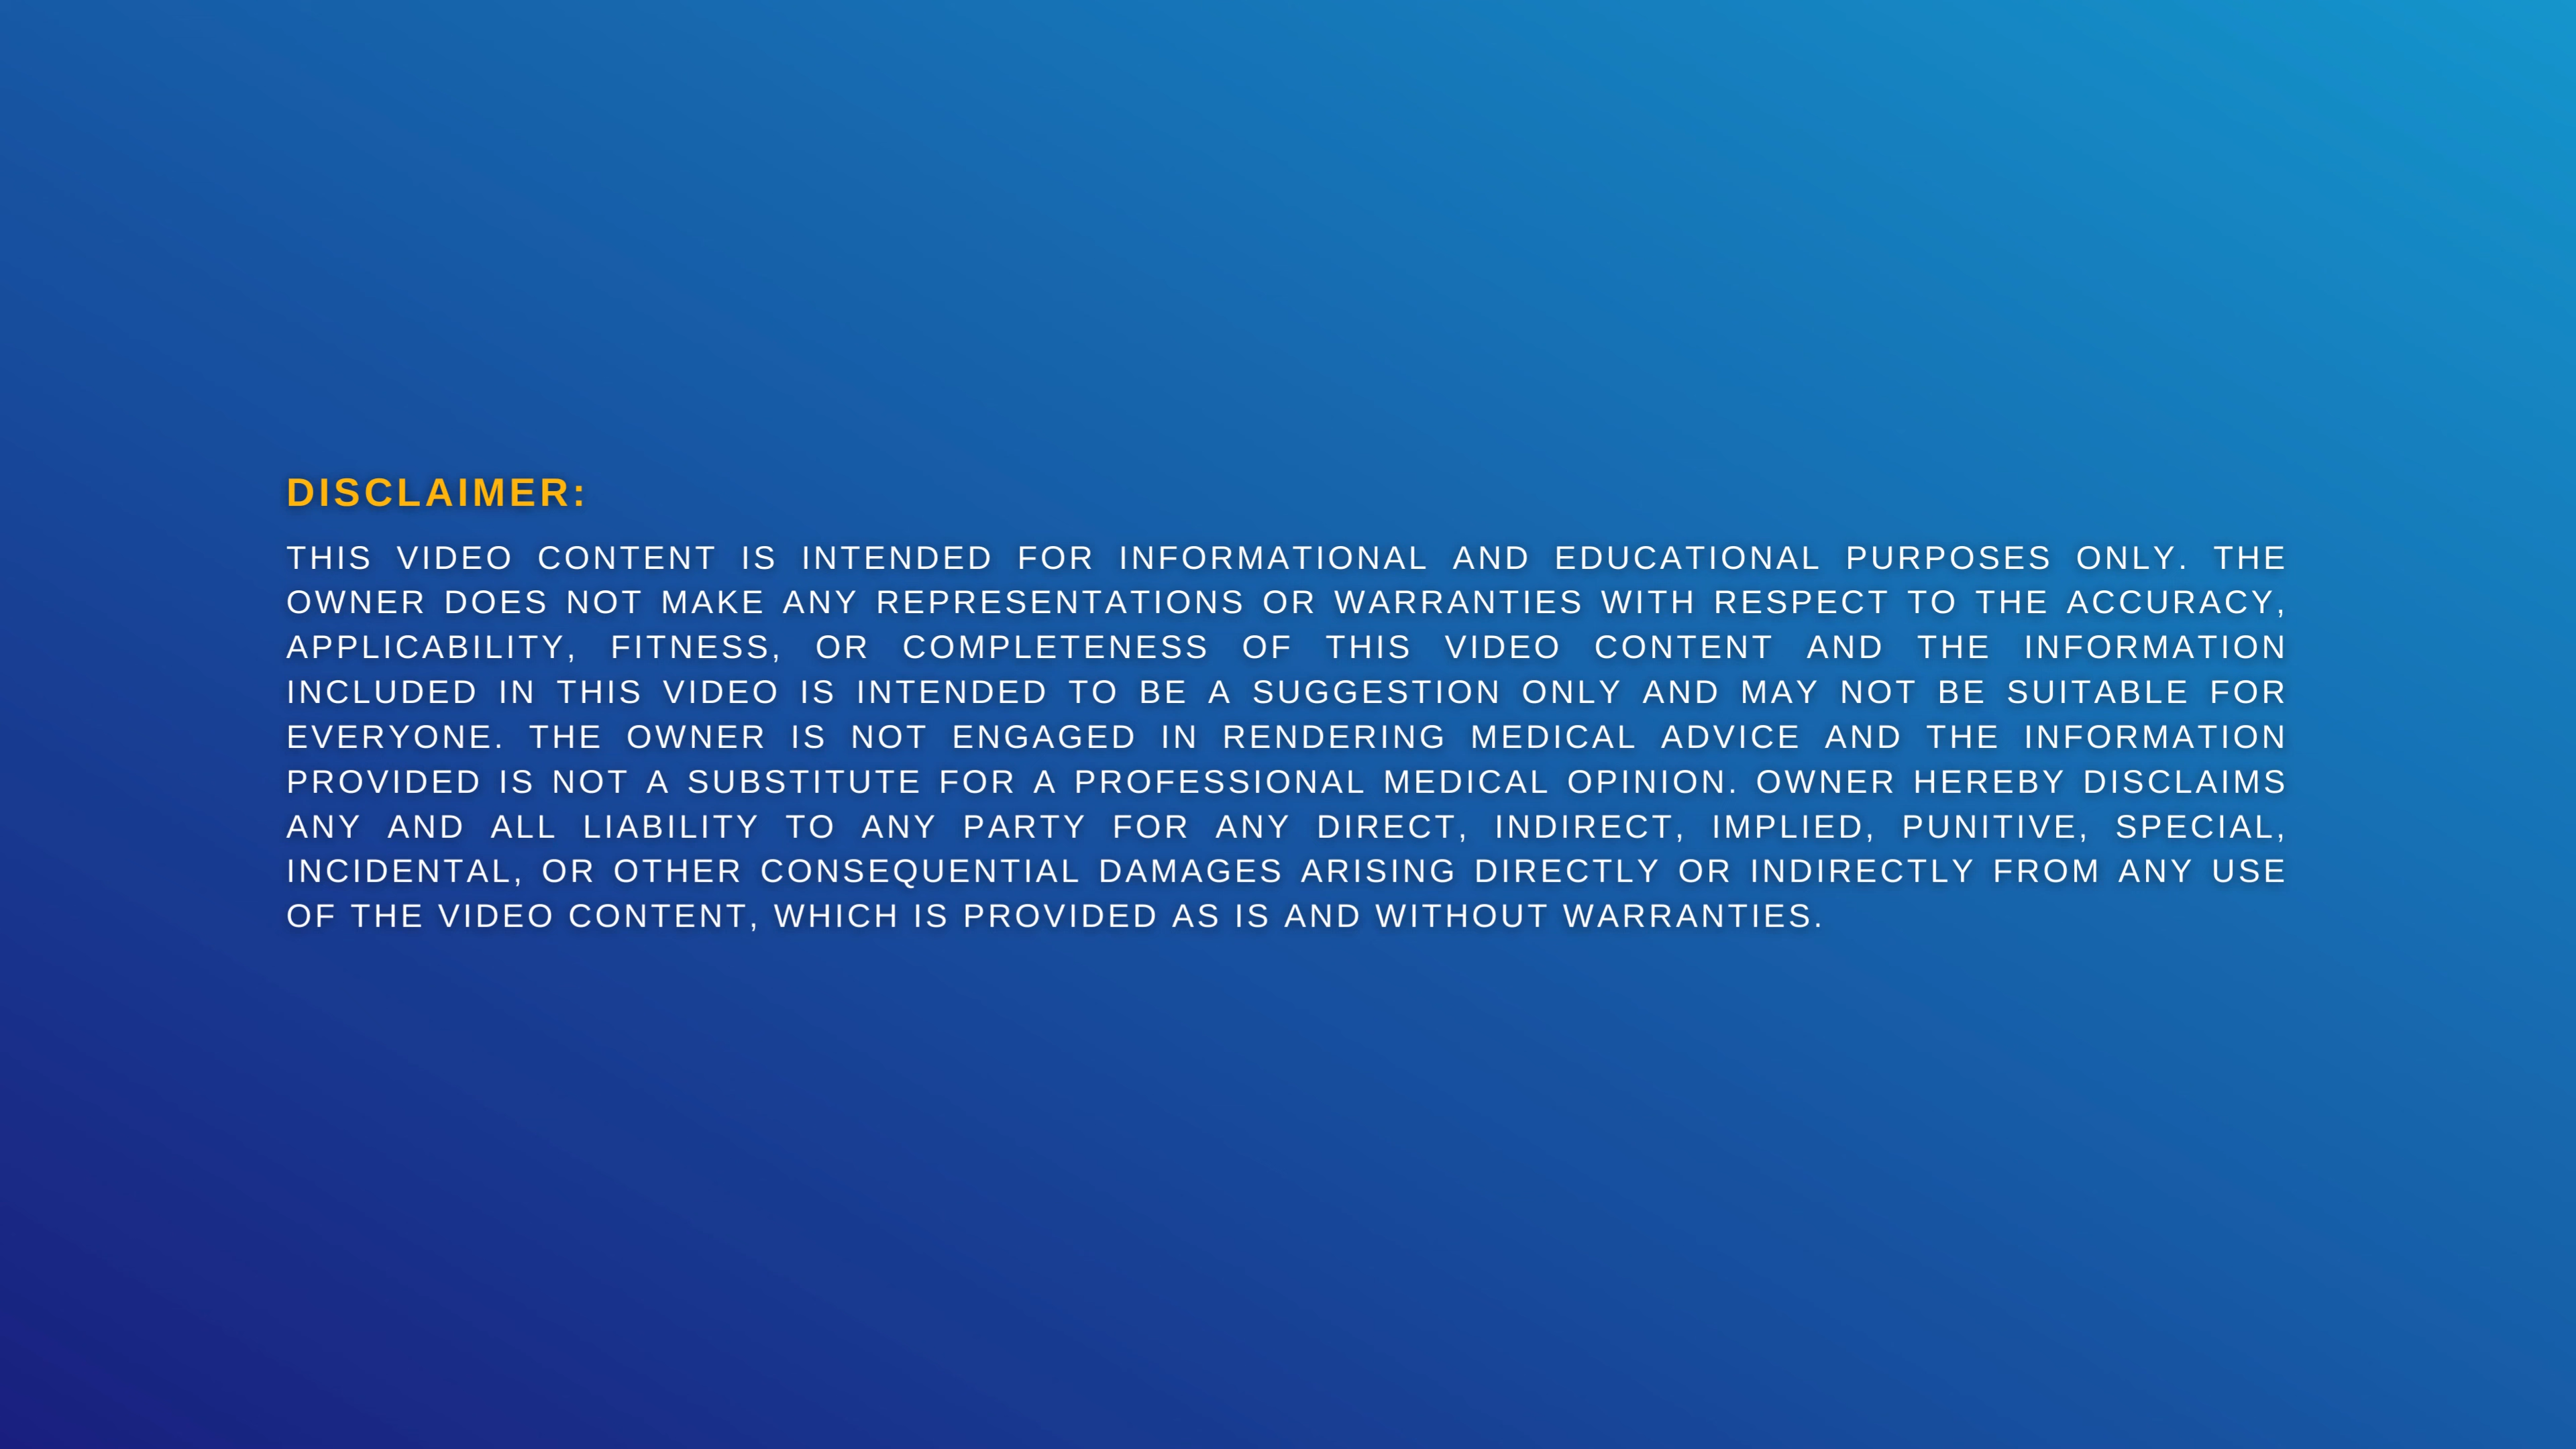 DISCLAIMER:
THIS VIDEO CONTENT IS INTENDED FOR INFORMATIONAL AND EDUCATIONAL PURPOSES ONLY. THE
OWNER DOES NOT MAKE ANY REPRESENTATIONS OR WARRANTIES WITH RESPECT TO THE ACCURACY,
APPLICABILITY, FITNESS, OR COMPLETENESS OF THIS VIDEO CONTENT AND THE INFORMATION
INCLUDED IN THIS VIDEO IS INTENDED TO BE A SUGGESTION ONLY AND MAY NOT BE SUITABLE FOR
EVERYONE. THE OWNER IS NOT ENGAGED IN RENDERING MEDICAL ADVICE AND THE INFORMATION
PROVIDED IS NOT A SUBSTITUTE FOR A PROFESSIONAL MEDICAL OPINION. OWNER HEREBY DISCLAIMS
ANY AND ALL LIABILITY TO ANY PARTY FOR ANY DIRECT, INDIRECT, IMPLIED, PUNITIVE, SPECIAL,
INCIDENTAL, OR OTHER CONSEQUENTIAL DAMAGES ARISING DIRECTLY OR INDIRECTLY FROM ANY USE
OF THE VIDEO CONTENT, WHICH IS PROVIDED AS IS AND WITHOUT WARRANTIES.